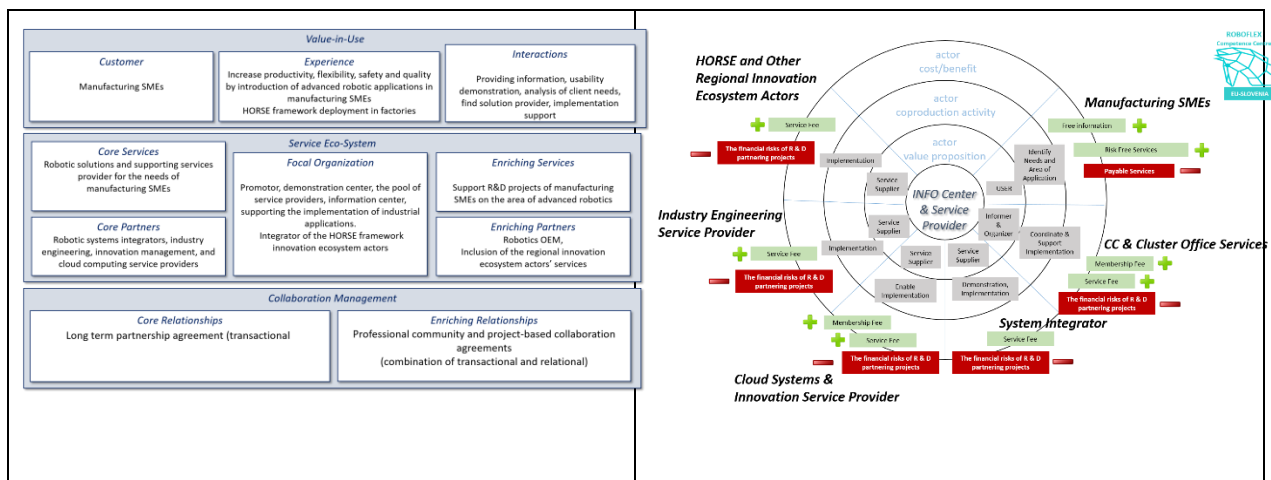 Value-in-Use
Customer
Manufacturing SMEs
Experience
Increase productivity, flexibility, safety and quality
by introduction of advanced robotic applications in
manufacturing SMEs
HORSE framework deployment in factories
Interactions
Providing information, usability
demonstration, analysis of client needs,
find solution provider, implementation
support
Service Eco-System
Core Services
Robotic solutions and supporting services
provider for the needs of
manufacturing SMEs
Focal Organization
Promotor, demonstration center, the pool of
service providers, information center,
supporting the implementation of industrial
applications.
Integrator of the HORSE framework
innovation ecosystem actors
Enriching Services
Support R&D projects of manufacturing
SMEs on the area of advanced robotics
Core Partners
Robotic systems integrators, industry
engineering, innovation management, and
cloud computing service providers
Enriching Partners
Robotics OEM,
Inclusion of the regional innovation
ecosystem actors' services
Collaboration Management
Core Relationships
Long term partnership agreement (transactional
Enriching Relationships
Professional community and project-based collaboration
agreements
(combination of transactional and relational)
ROBOFLEX
Competence Centre
EU-SLOVENIA
HORSE and Other
Regional Innovation
Ecosystem Actors
Service Fee
The financial risks of R & D
partnering projects
actor
cost/benefit
actor
coproduction activity
actor
value proposition
INFO Center
& Service
Provider
Manufacturing SMEs
Free information
Risk Free Services
Payable Services
Identify
Needs and
Area of
Application
USER
Implementation
Service
Supplier
Industry Engineering
Service Provider
Service Fee
The financial risks of R & D
partnering projects
Implementation
Service
Supplier
Informer
&
Organizer
Coordinate &
Support
Implementation
CC & Cluster Office Services
Membership Fee
Service Fee
The financial risks of R & D
partnering projects
Service
Supplier
Service
Supplier
Enable
Implementation
Demonstration,
Implementation
System Integrator
Service Fee
The financial risks of R & D
partnering projects
Membership Fee
Service Fee
The financial risks of R & D
partnering projects
Cloud Systems &
Innovation Service Provider